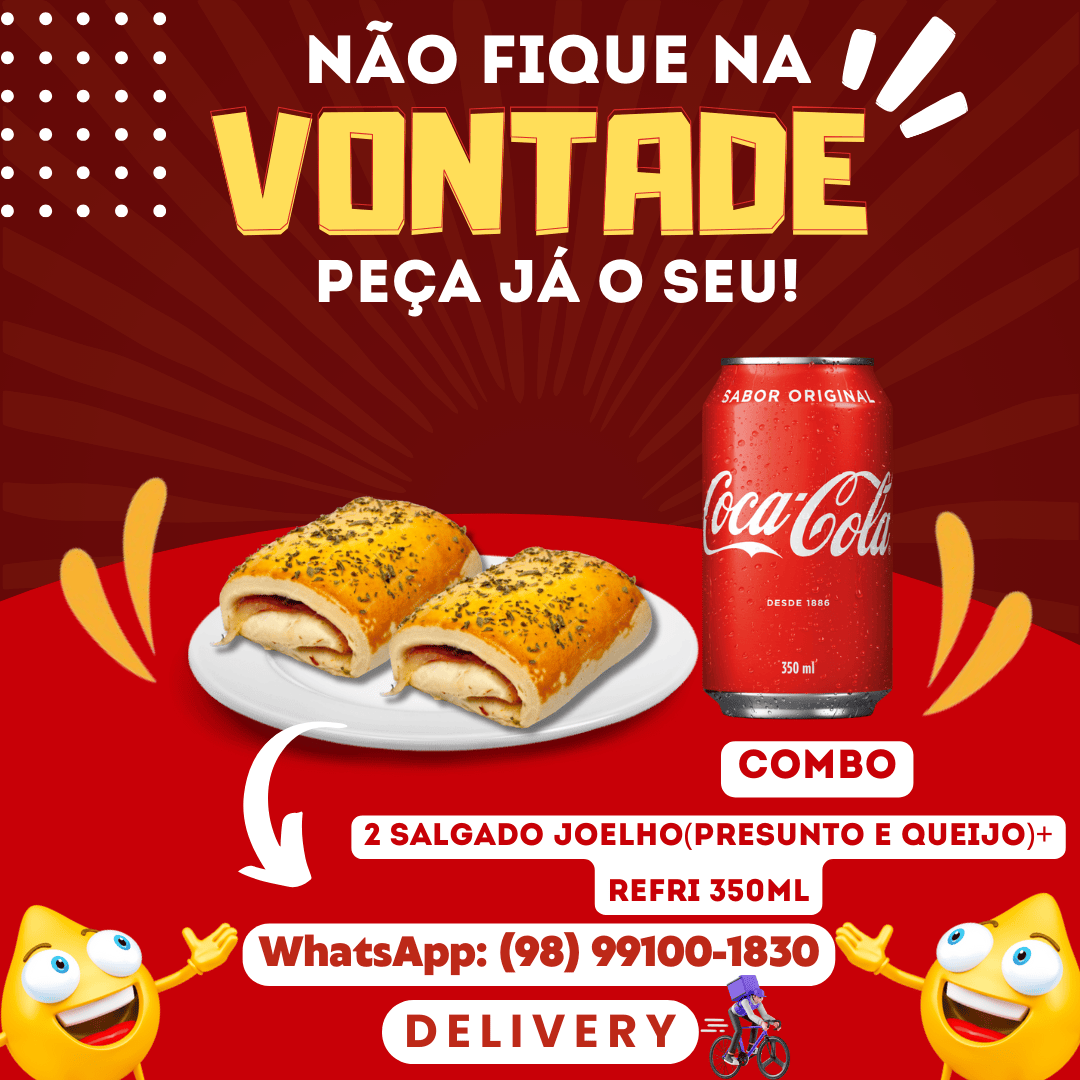 NÃO FIQUE NA
VONTADE
PEÇA JÁ O SEU!
SABOR ORIGINAL
Coca-Cola
DESDE 1886
350 ml
COMBO
2 SALGADO JOELHO(PRESUNTO E QUEIJO)+
REFRI 350ML
WhatsApp: (98) 99100-1830
DELIVERY